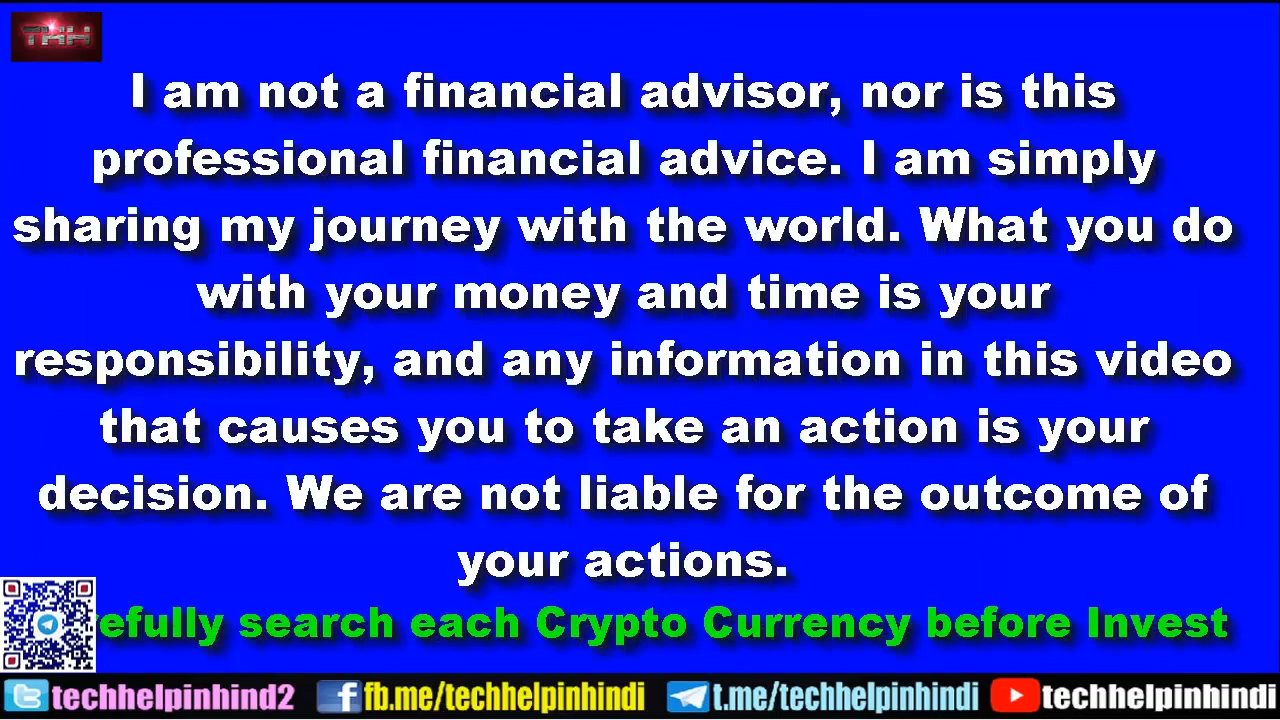 THH
I am not a financial advisor, nor is this
professional financial advice. I am simply
sharing my journey with the world. What you do
with your money and time is your
responsibility, and any information in this video
that causes you to take an action is your
decision. We are not liable for the outcome of
your actions.
efully search each Crypto Currency before Invest
techhelpinhind2 fb.me/techhelpinhindi t.me/techhelpinhindi techhelpinhindi